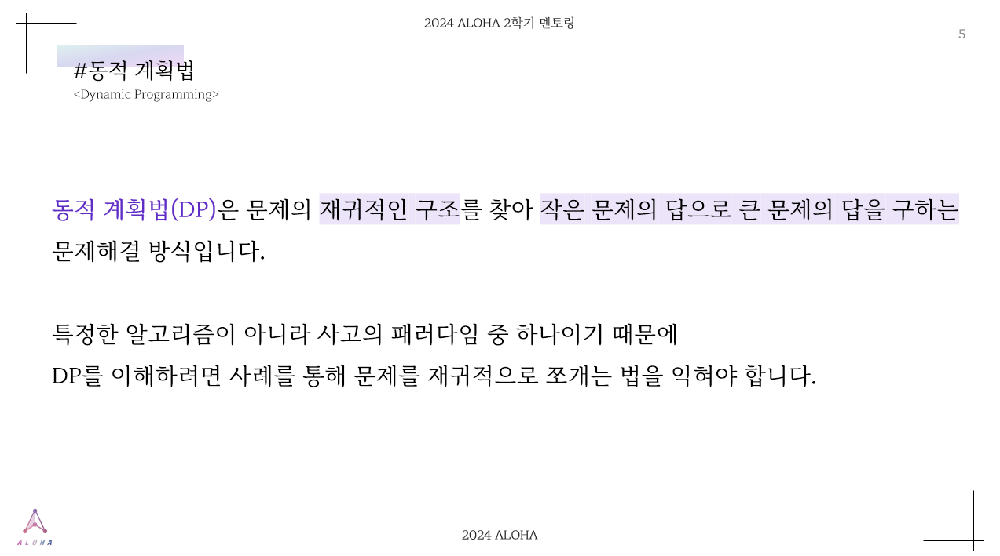 2024 ALOHA 2학기 멘토링
5
#동적 계획법
<Dynamic Programming>
동적 계획법(DP)은 문제의 재귀적인 구조를 찾아 작은 문제의 답으로 큰 문제의 답을 구하는
문제해결 방식입니다.
특정한 알고리즘이 아니라 사고의 패러다임 중 하나이기 때문에
DP를 이해하려면 사례를 통해 문제를 재귀적으로 쪼개는 법을 익혀야 합니다.
ALOHA
2024 ALOHA